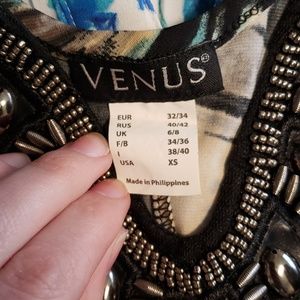 VENUS
EUR 32/34
RUS 40/42
UK 6/8
F/B 34/36
I 38/40
USA XS
Made in Philippines